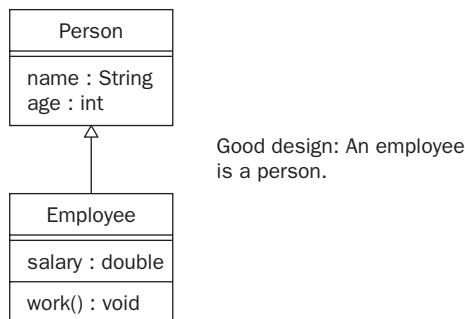 Person
name : String
age : int
Good design: An employee
is a person.
Employee
salary : double
work() : void